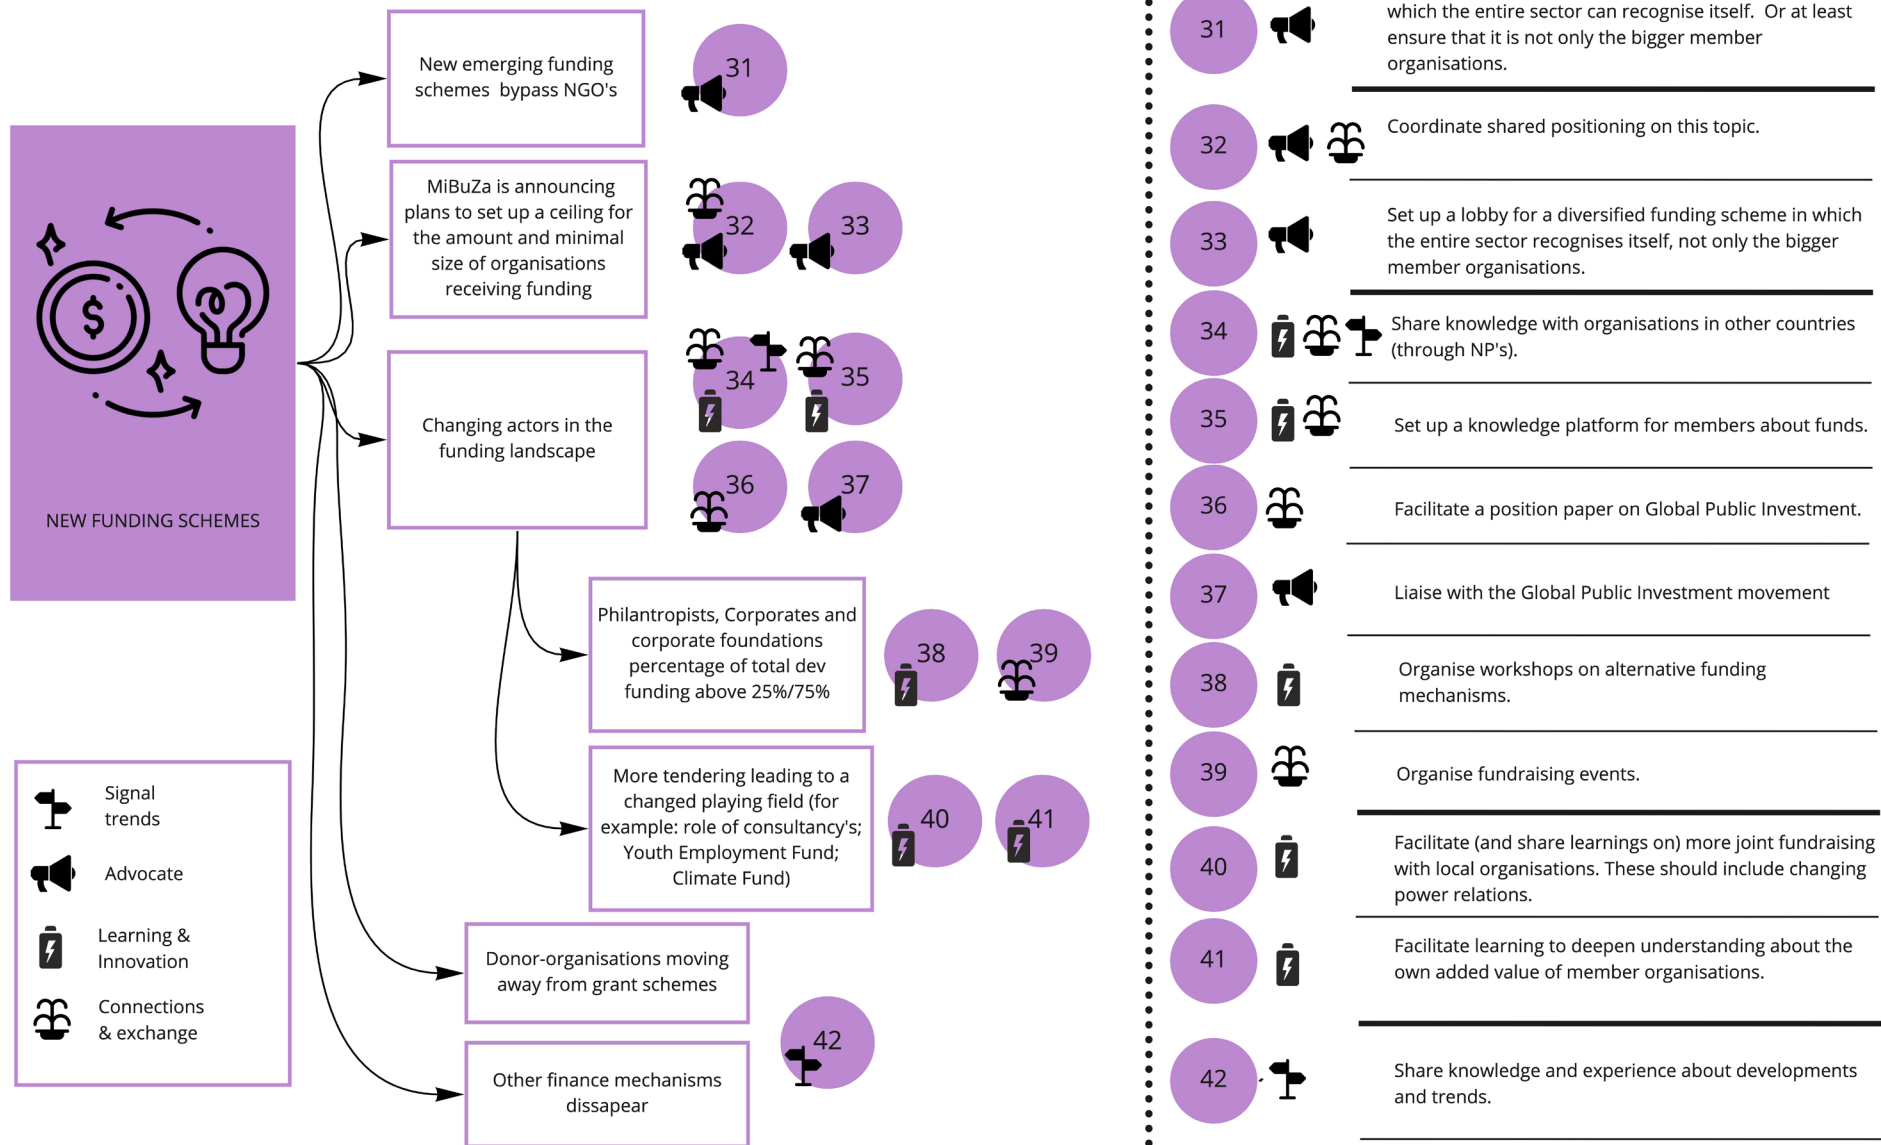 New emerging funding
schemes  bypass NGO's
31
MiBuZa is announcing
plans to set up a ceiling for
the amount and minimal
size of organisations
receiving funding
32
33
NEW FUNDING SCHEMES
Changing actors in the
funding landscape
34
35
36
37
Philantropists, Corporates and
corporate foundations
percentage of total dev
funding above 25%/75%
38
39
More tendering leading to a
changed playing field (for
example: role of consultancy's;
Youth Employment Fund;
Climate Fund)
40
41
Donor-organisations moving
away from grant schemes
Other finance mechanisms
dissapear
42
Signal
trends
Advocate
Learning &
Innovation
Connections
& exchange
31
which the entire sector can recognise itself.  Or at least
ensure that it is not only the bigger member
organisations.
32
Coordinate shared positioning on this topic.
33
Set up a lobby for a diversified funding scheme in which
the entire sector recognises itself, not only the bigger
member organisations.
34
Share knowledge with organisations in other countries
(through NP's).
35
Set up a knowledge platform for members about funds.
36
Facilitate a position paper on Global Public Investment.
37
Liaise with the Global Public Investment movement
38
Organise workshops on alternative funding
mechanisms.
39
Organise fundraising events.
40
Facilitate (and share learnings on) more joint fundraising
with local organisations. These should include changing
power relations.
41
Facilitate learning to deepen understanding about the
own added value of member organisations.
42
Share knowledge and experience about developments
and trends.